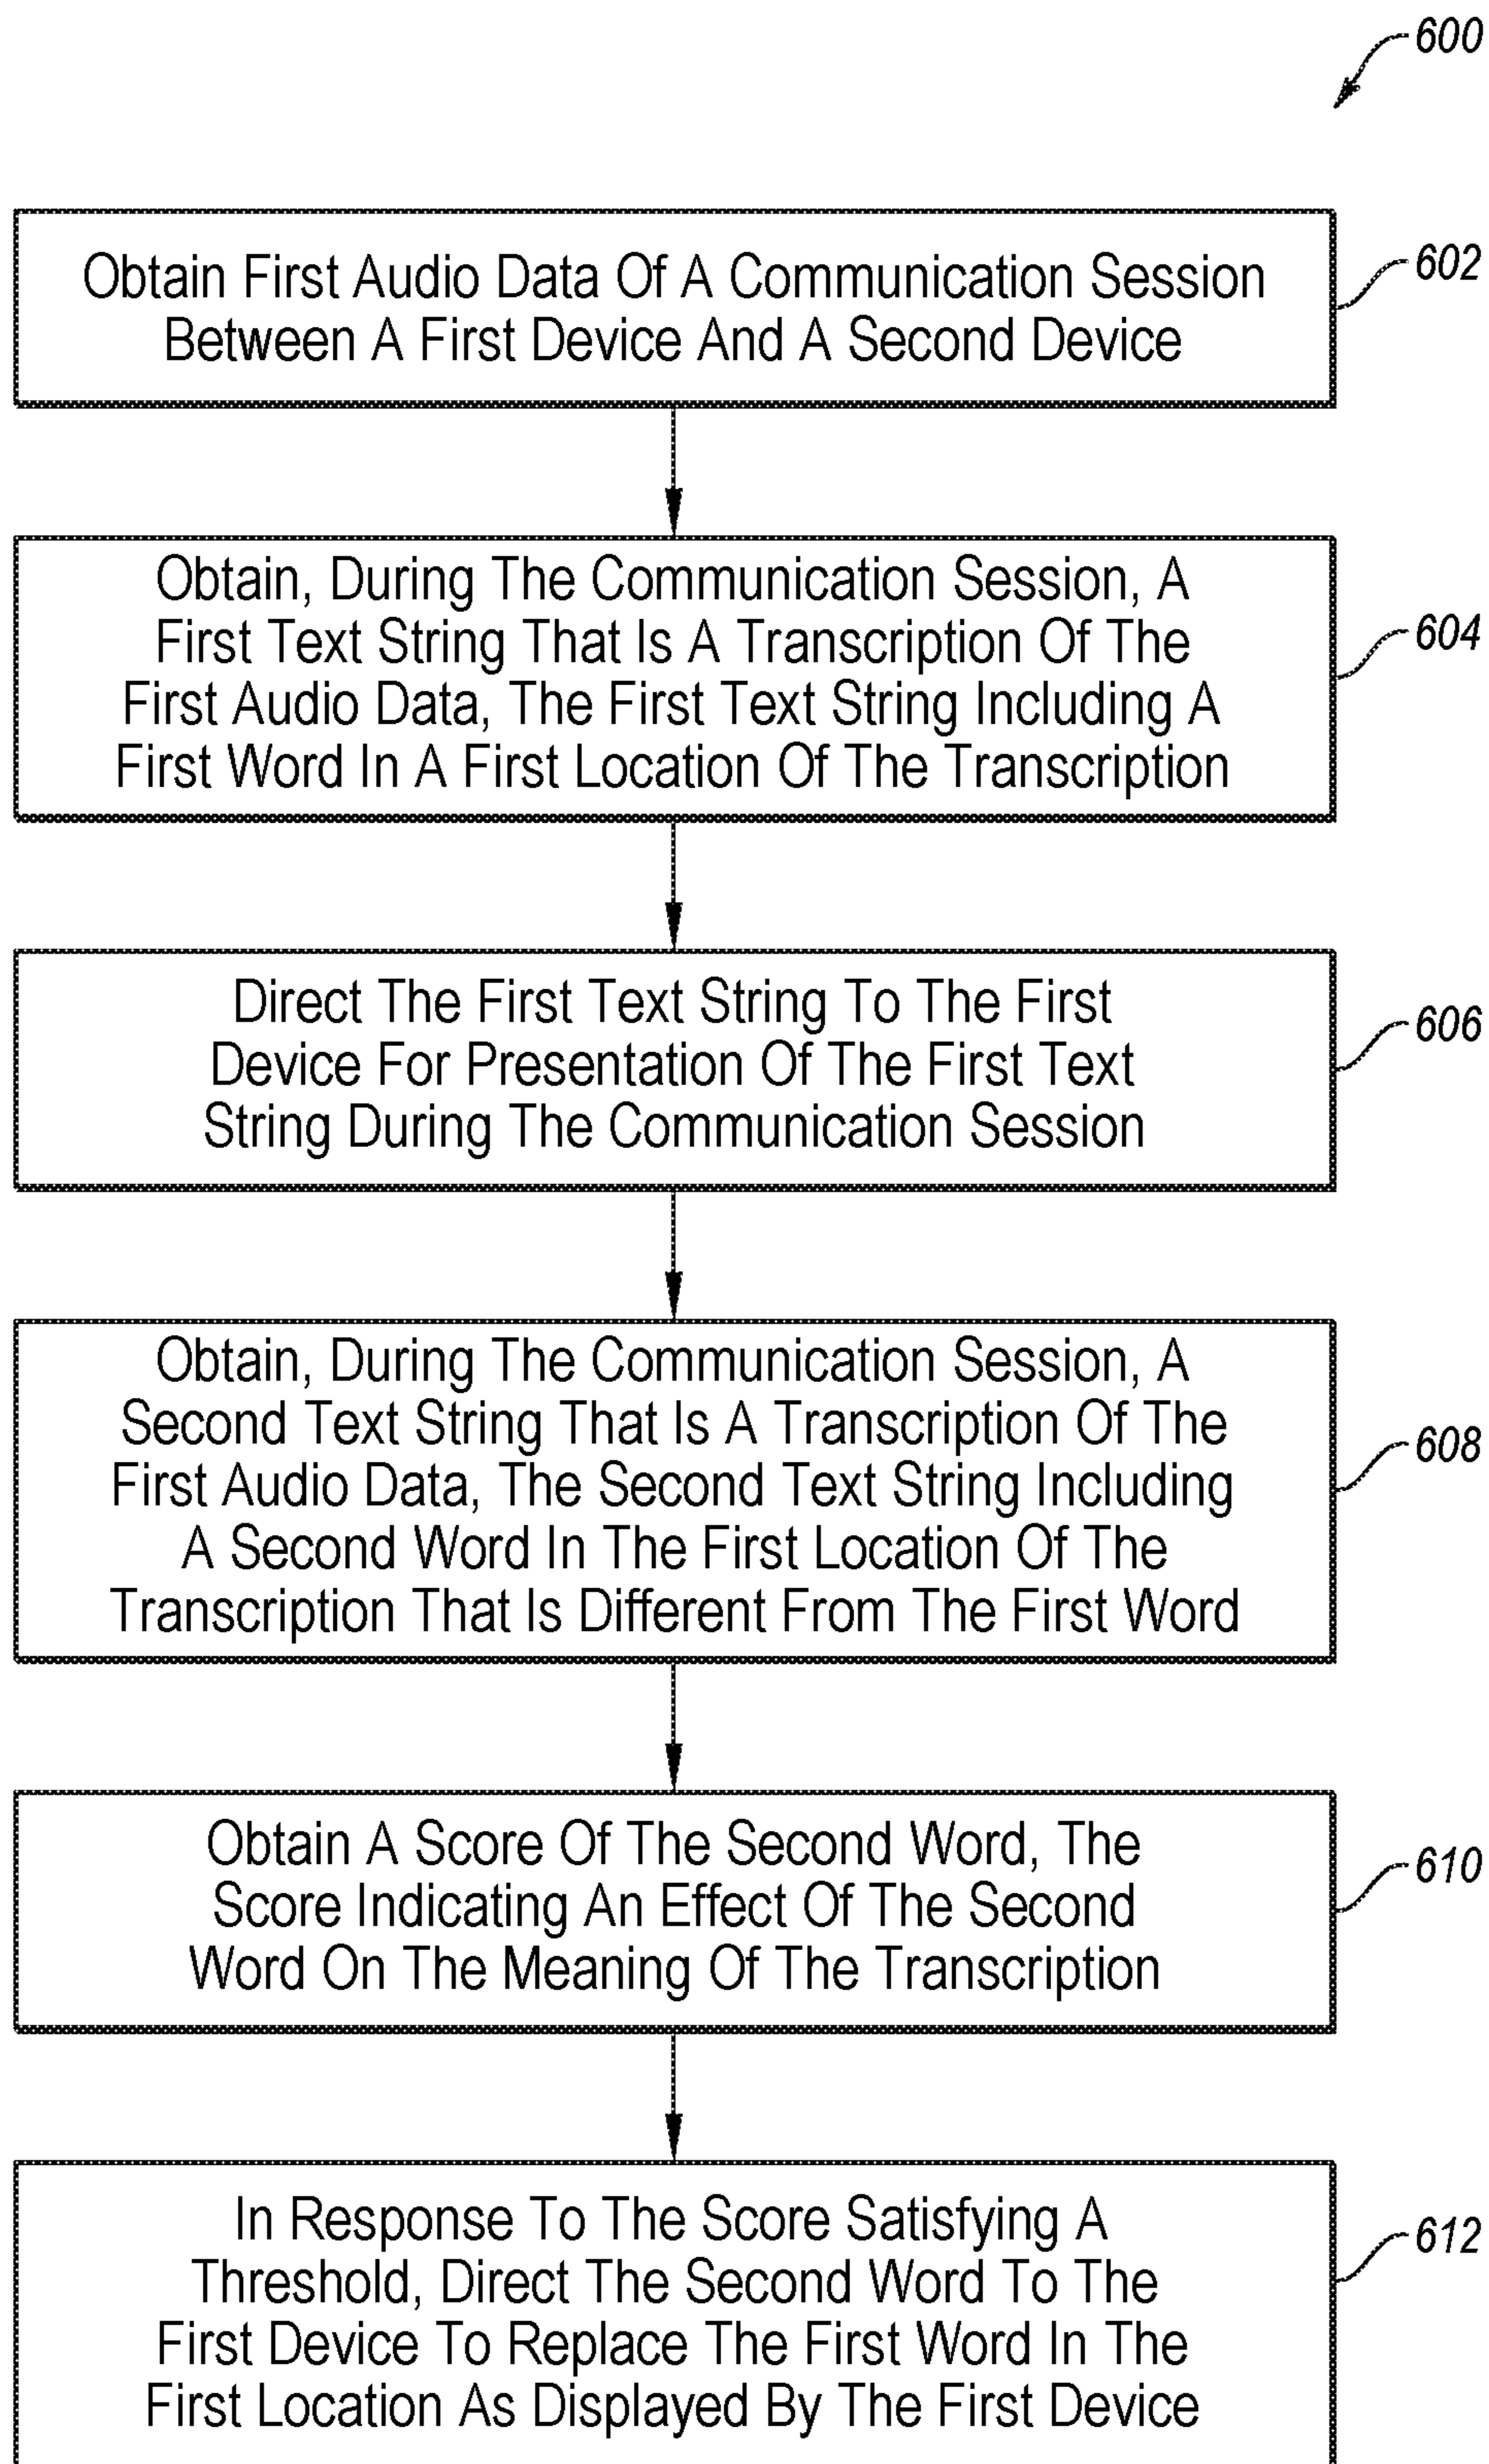 600
Obtain First Audio Data Of A Communication Session
Between A First Device And A Second Device
602
Obtain, During The Communication Session, A
First Text String That Is A Transcription Of The
First Audio Data, The First Text String Including A
First Word In A First Location Of The Transcription
604
Direct The First Text String To The First
Device For Presentation Of The First Text
String During The Communication Session
606
Obtain, During The Communication Session, A
Second Text String That Is A Transcription Of The
First Audio Data, The Second Text String Including
A Second Word In The First Location Of The
Transcription That Is Different From The First Word
608
Obtain A Score Of The Second Word, The
Score Indicating An Effect Of The Second
Word On The Meaning Of The Transcription
610
In Response To The Score Satisfying A
Threshold, Direct The Second Word To The
First Device To Replace The First Word In The
First Location As Displayed By The First Device
612